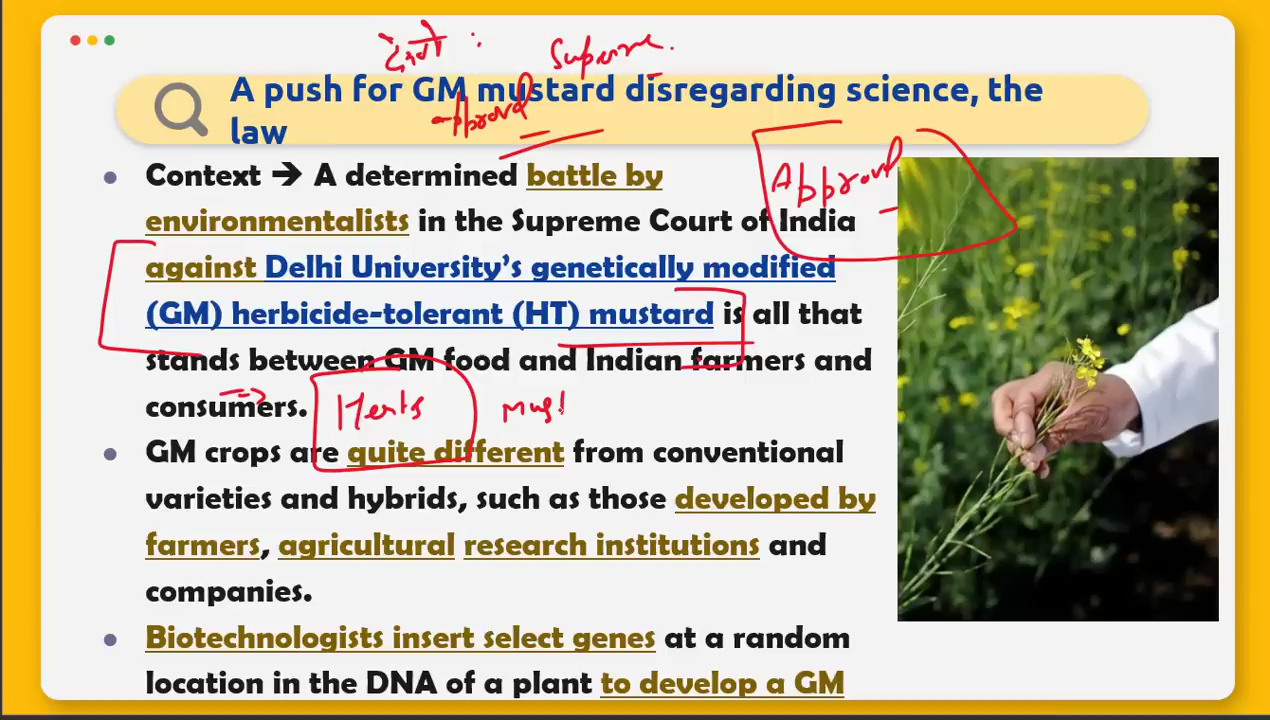 Supreme.
A push for GM mustard disregarding science, the
approval
law
Context ➔ A determined battle by
Approval
environmentalists in the Supreme Court of India
against Delhi University's genetically modified
(GM) herbicide-tolerant (HT) mustard is all that
stands between GM food and Indian farmers and
consumers.
GM crops are quite different from conventional
varieties and hybrids, such as those developed by
farmers, agricultural research institutions and
companies.
Biotechnologists insert select genes at a random
location in the DNA of a plant to develop a GM